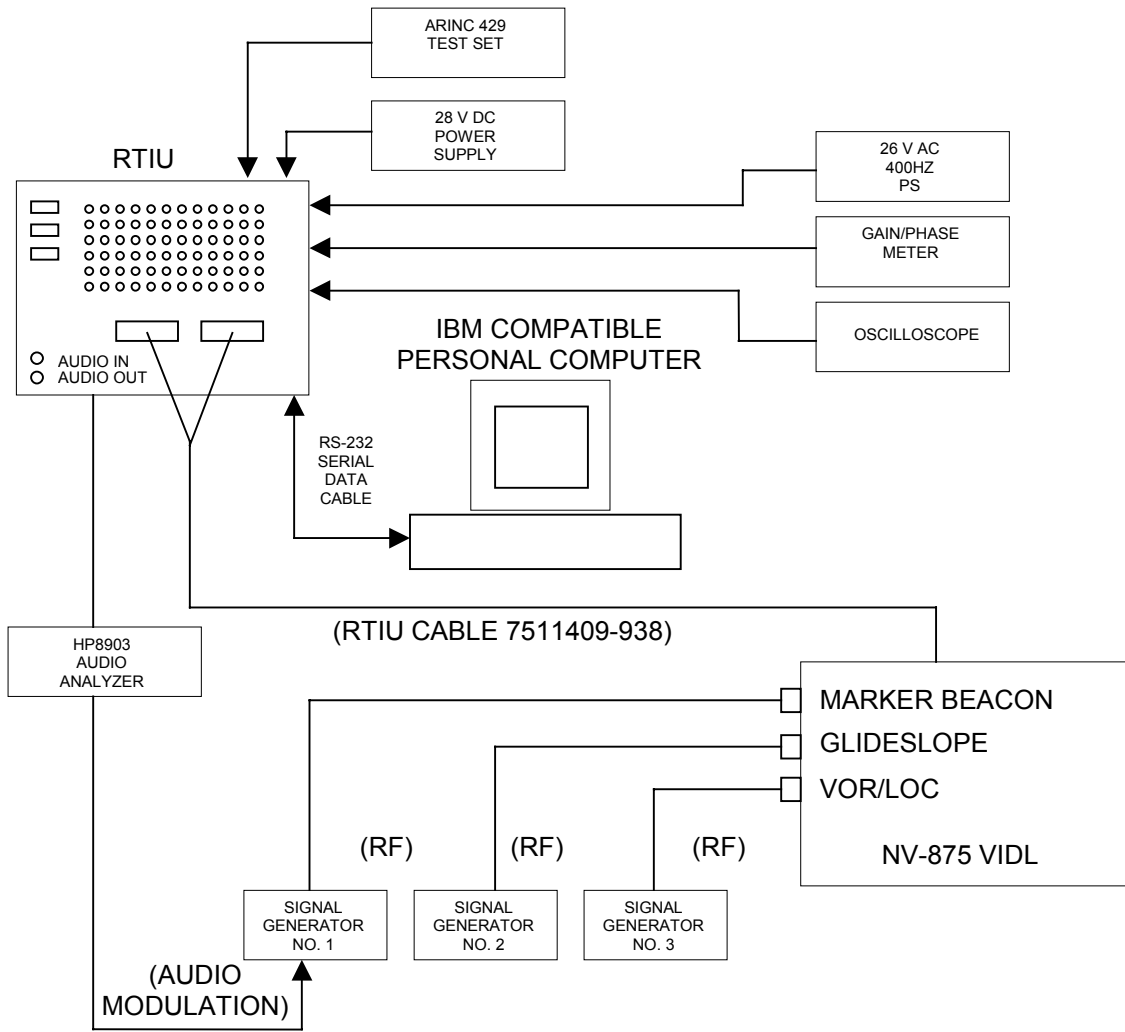 ARINC 429
TEST SET
28 V DC
POWER
SUPPLY
RTIU
26 V AC
400HZ
PS
GAIN/PHASE
METER
OSCILLOSCOPE
IBM COMPATIBLE
PERSONAL COMPUTER
AUDIO IN
AUDIO OUT
RS-232
SERIAL
DATA
CABLE
(RTIU CABLE 7511409-938)
HP8903
AUDIO
ANALYZER
MARKER BEACON
GLIDESLOPE
VOR/LOC
NV-875 VIDL
(RF)
(RF)
(RF)
SIGNAL
GENERATOR
NO. 1
SIGNAL
GENERATOR
NO. 2
SIGNAL
GENERATOR
NO. 3
(AUDIO
MODULATION)